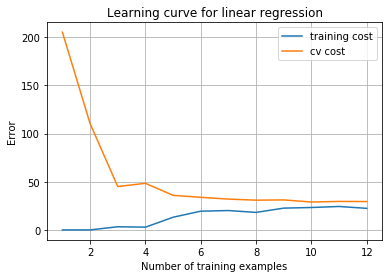 Learning curve for linear regression
training cost
cv cost
200
150
100
50
0
Error
2 4 6 8 10 12
Number of training examples